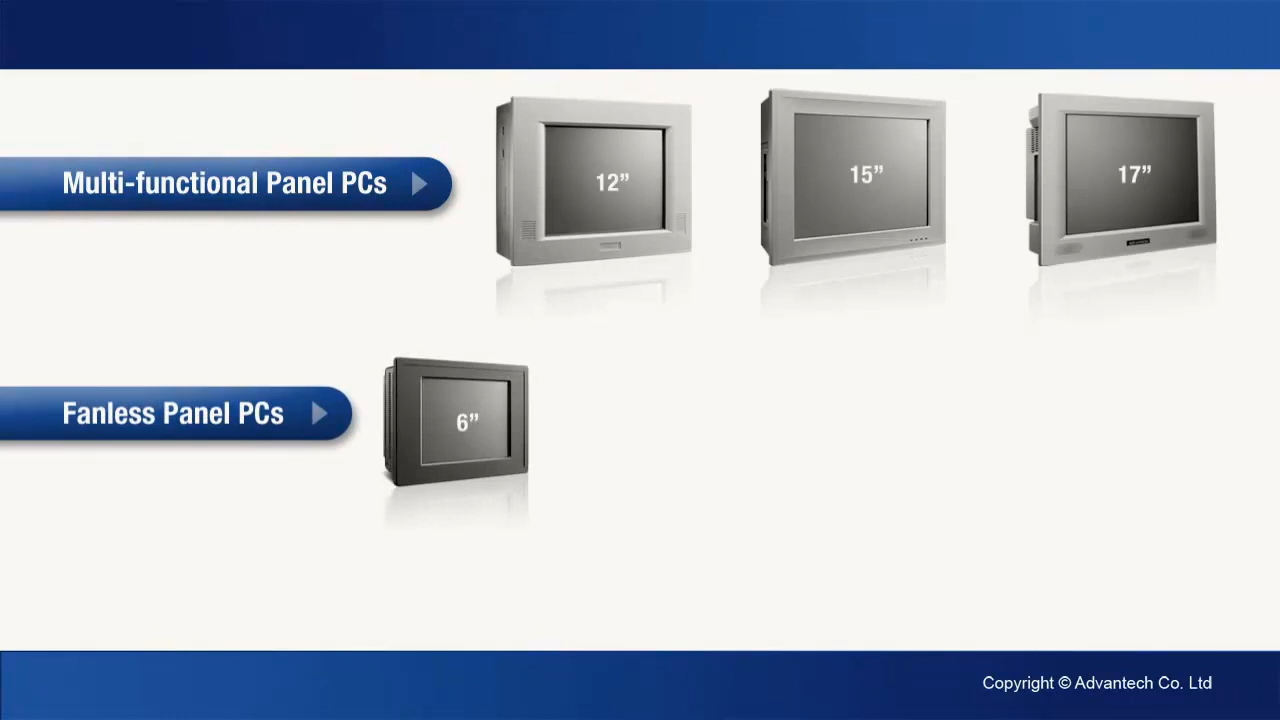 Multi-functional Panel PCs
12”
15”
17”
Fanless Panel PCs
6”
Copyright © Advantech Co. Ltd